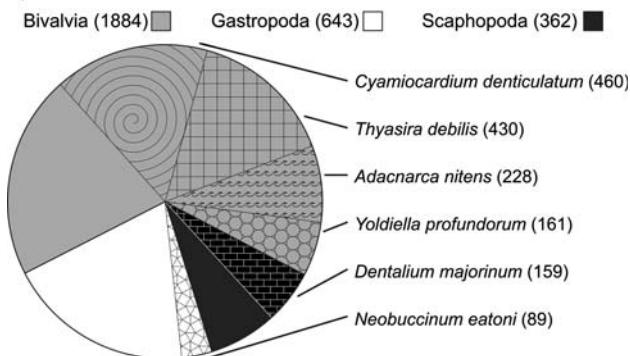 Bivalvia (1884) Gastropoda (643) Scaphopoda (362)
Cyamiocardium denticulatum (460)
Thyasira debilis (430)
Adacnarca nitens (228)
Yoldiella profundorum (161)
Dentalium majorinum (159)
Neobuccinum eatoni (89)